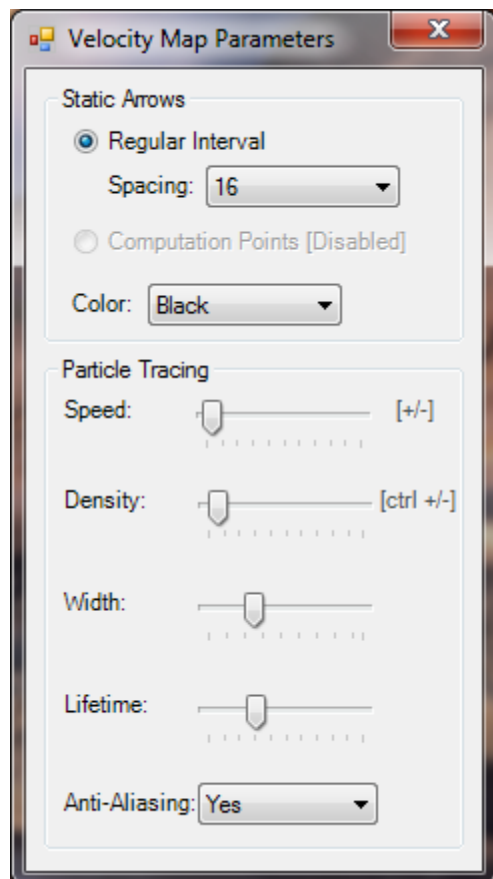 Velocity Map Parameters
Static Arrows
Regular Interval
Spacing: 16
Computation Points [Disabled]
Color: Black
Particle Tracing
Speed: [+/-]
Density: [ctrl +/-]
Width:
Lifetime:
Anti-Aliasing: Yes